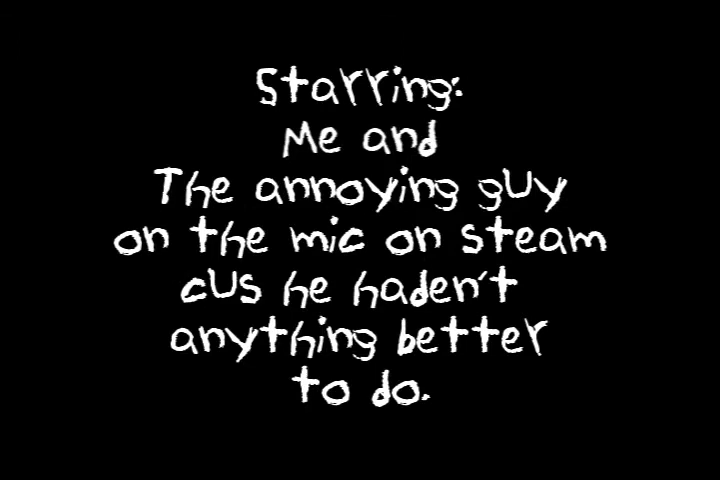 Starring:
Me and
The annoying guy
on the mic on steam
cus he haden't
anything better
to do.